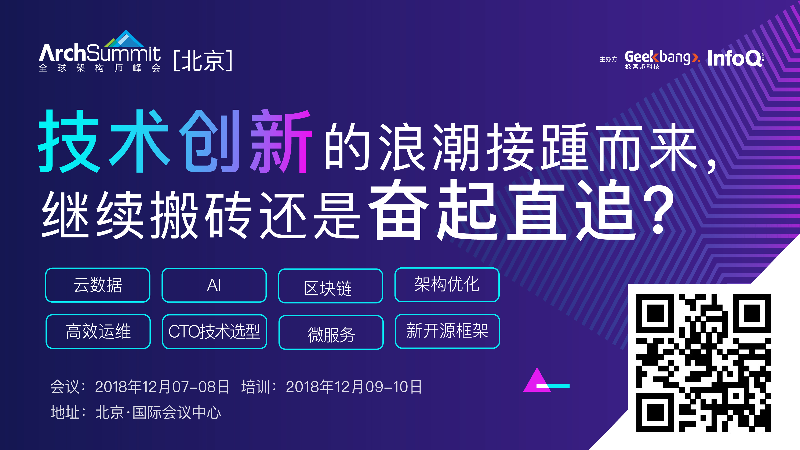 ArchSummit
全球架构师峰会 [北京]
主办方 Geekbang> InfoQ
极客邦科技
技术创新的浪潮接踵而来,
继续搬砖还是奋起直追?
云数据 AI 区块链 架构优化
高效运维 CTO技术选型 微服务 新开源框架
会议：2018年12月07-08日 培训：2018年12月09-10日
地址：北京·国际会议中心